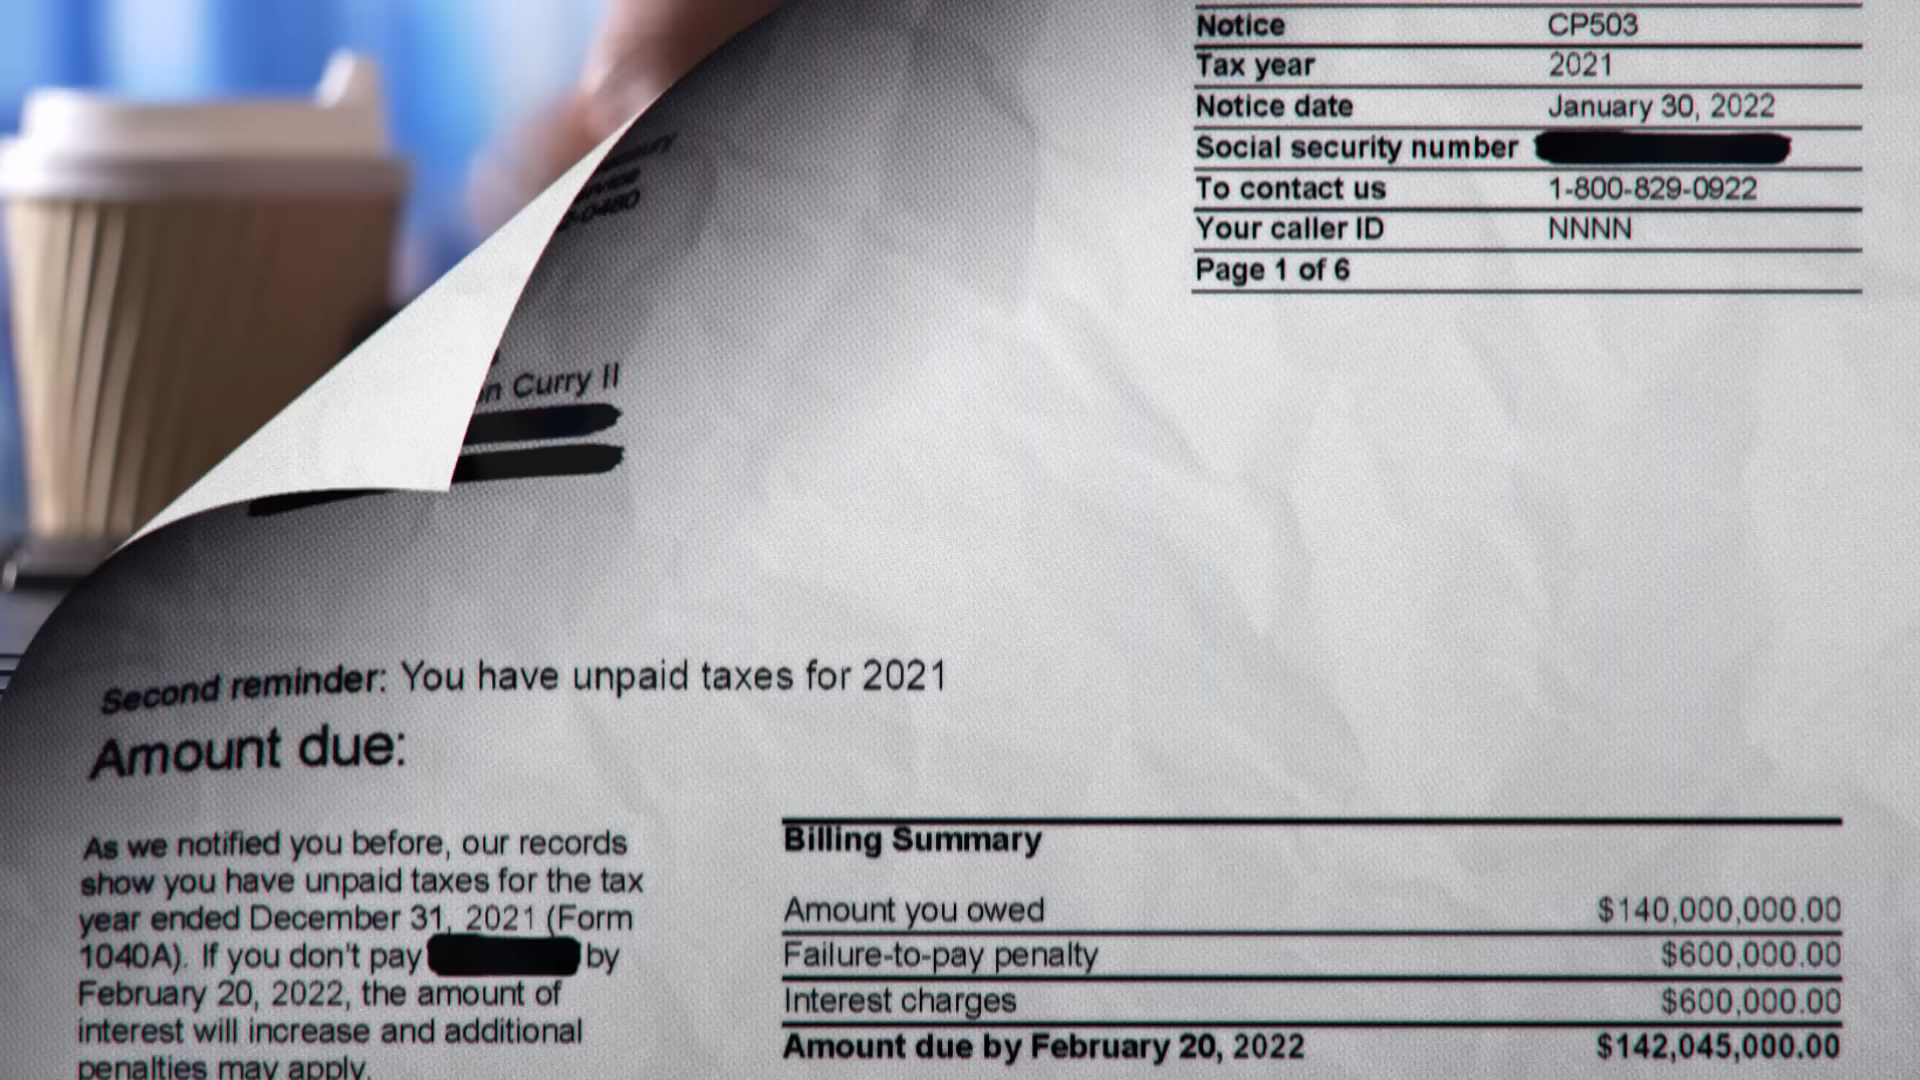 Notice CP503
Tax year 2021
Notice date January 30, 2022
Social security number
To contact us 1-800-829-0922
Your caller ID NNNN
Page 1 of 6
Curry II
Second reminder: You have unpaid taxes for 2021
Amount due:
As we notified you before, our records
show you have unpaid taxes for the tax
year ended December 31, 2021 (Form
1040A). If you don't pay by
February 20, 2022, the amount of
interest will increase and additional
penalties may apply.
Billing Summary
Amount you owed $140,000,000.00
Failure-to-pay penalty $600,000.00
Interest charges $600,000.00
Amount due by February 20, 2022 $142,045,000.00